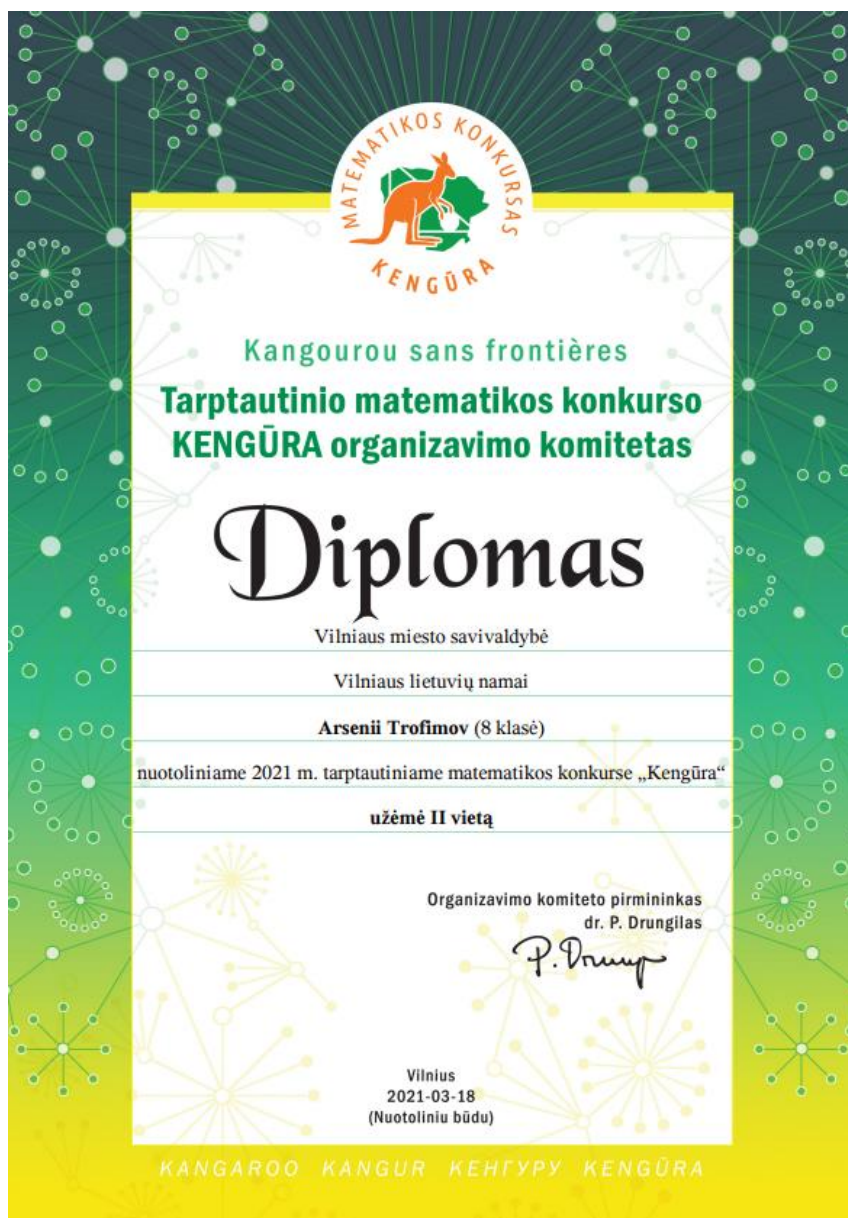 MATEMATIKOS KONKURSAS
KENGŪRA
Kangourou sans frontières
Tarptautinio matematikos konkurso
KENGŪRA organizavimo komitetas
Diplomas
Vilniaus miesto savivaldybė
Vilniaus lietuvių namai
Arsenii Trofimov (8 klasė)
nuotoliniame 2021 m. tarptautiniame matematikos konkurse „Kengūra“
užėmė II vietą
Organizavimo komiteto pirmininkas
dr. P. Drungilas
Vilnius
2021-03-18
(Nuotoliniu būdu)
KANGAROO KANGUR КЕНГУРУ KENGŪRA